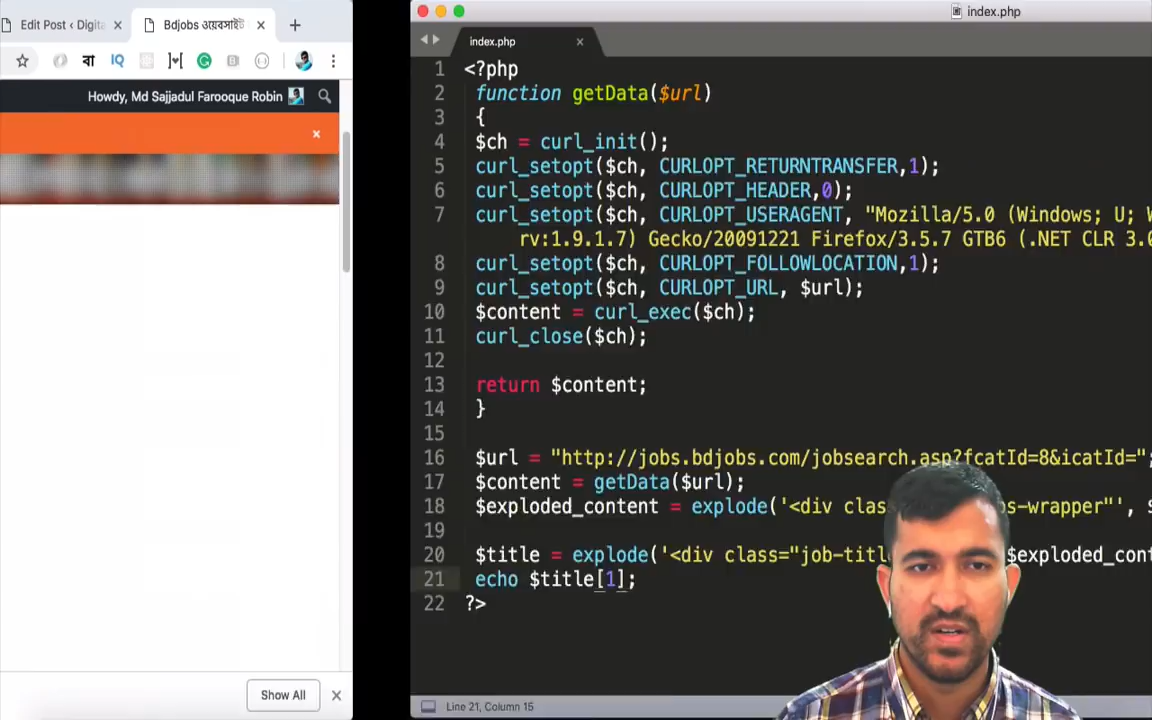 Edit Post ‹ Digita
Bdjobs ওয়েবসাইট
বা
IQ
Howdy, Md Sajjadul Farooque Robin
Show All
index.php
index.php
1 <?php
2 function getData($url)
3 {
4 $ch = curl_init();
5 curl_setopt($ch, CURLOPT_RETURNTRANSFER,1);
6 curl_setopt($ch, CURLOPT_HEADER,0);
7 curl_setopt($ch, CURLOPT_USERAGENT, "Mozilla/5.0 (Windows; U; W
rv:1.9.1.7) Gecko/20091221 Firefox/3.5.7 GTB6 (.NET CLR 3.0
8 curl_setopt($ch, CURLOPT_FOLLOWLOCATION,1);
9 curl_setopt($ch, CURLOPT_URL, $url);
10 $content = curl_exec($ch);
11 curl_close($ch);
12
13 return $content;
14 }
15
16 $url = "http://jobs.bdjobs.com/jobsearch.asp?fcatId=8&icatId=";
17 $content = getData($url);
18 $exploded_content = explode('<div clas s-wrapper"', $
19
20 $title = explode('<div class="job-titl $exploded_cont
21 echo $title[1];
22 ?>
Line 21, Column 15